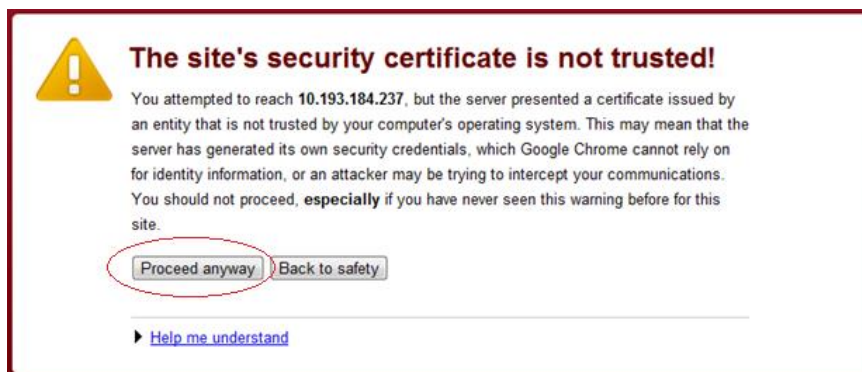 The site's security certificate is not trusted!
You attempted to reach 10.193.184.237, but the server presented a certificate issued by
an entity that is not trusted by your computer's operating system. This may mean that the
server has generated its own security credentials, which Google Chrome cannot rely on
for identity information, or an attacker may be trying to intercept your communications.
You should not proceed, especially if you have never seen this warning before for this
site.
Proceed anyway Back to safety
Help me understand